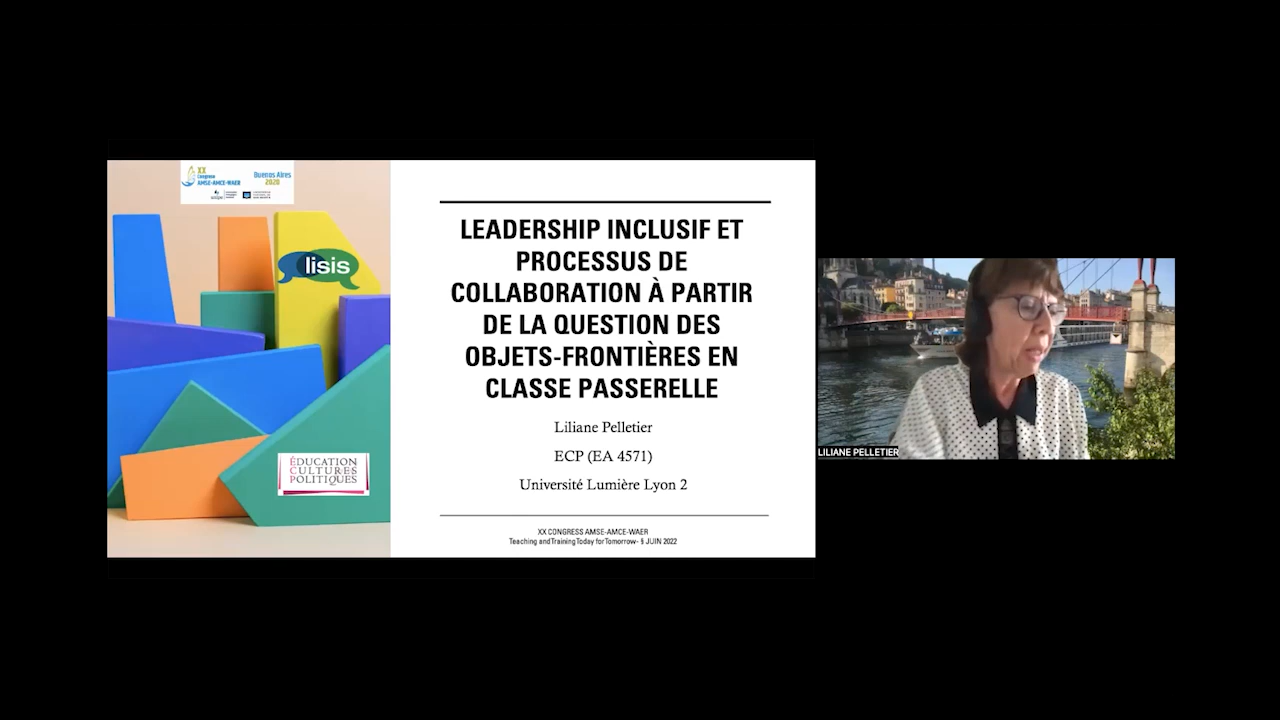 XX
Congreso
AMSE-AMCE-WAER
Buenos Aires
2020
lisis
ÉDUCATION
CULTURES
POLITIQUES
LEADERSHIP INCLUSIF ET
PROCESSUS DE
COLLABORATION À PARTIR
DE LA QUESTION DES
OBJETS-FRONTIÈRES EN
CLASSE PASSERELLE
Liliane Pelletier
ECP (EA 4571)
Université Lumière Lyon 2
XX CONGRESS AMSE-AMCE-WAER
Teaching and Training Today for Tomorrow- 9 JUIN 2022
LILIANE PELLETIER